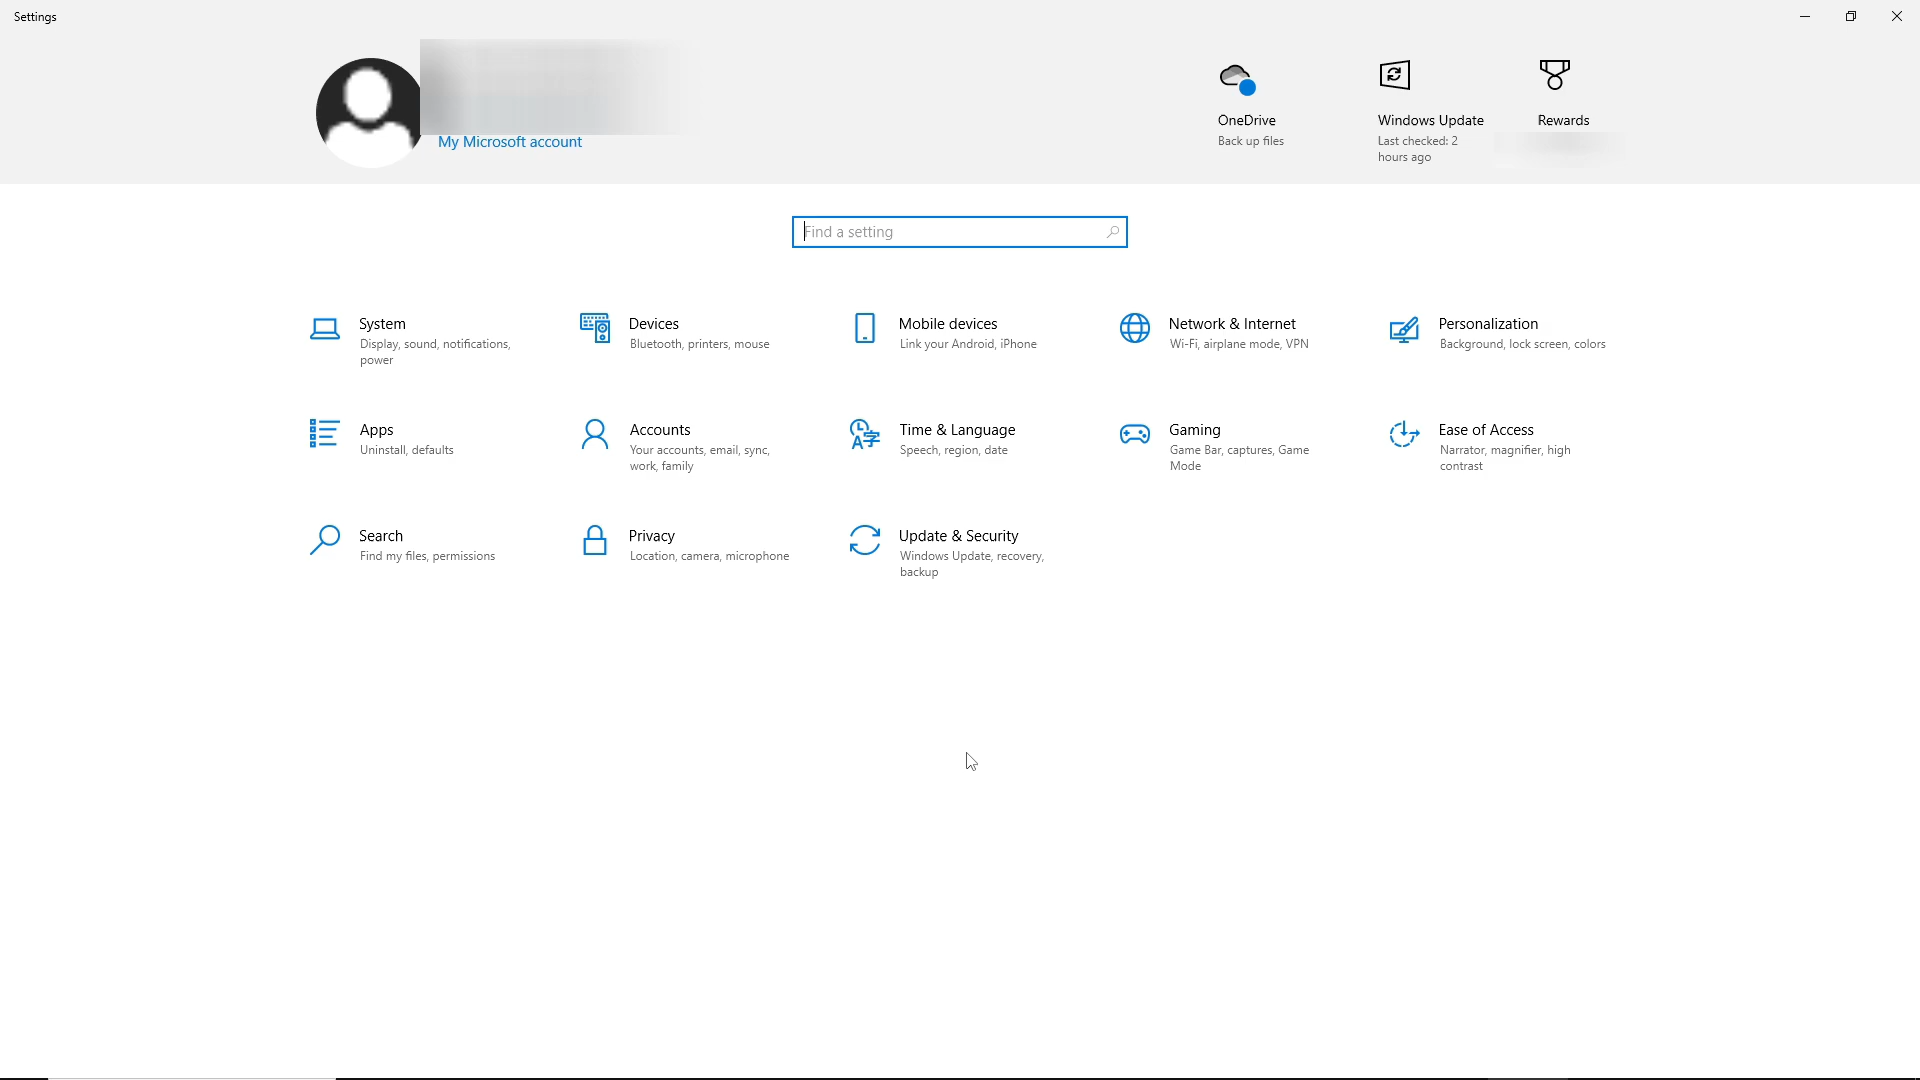 Settings
My Microsoft account
OneDrive
Back up files
Windows Update
Last checked: 2
hours ago
Rewards
Find a setting
System
Display, sound, notifications,
power
Devices
Bluetooth, printers, mouse
Mobile devices
Link your Android, iPhone
Network & Internet
Wi-Fi, airplane mode, VPN
Personalization
Background, lock screen, colors
Apps
Uninstall, defaults
Accounts
Your accounts, email, sync,
work, family
Time & Language
Speech, region, date
Gaming
Game Bar, captures, Game
Mode
Ease of Access
Narrator, magnifier, high
contrast
Search
Find my files, permissions
Privacy
Location, camera, microphone
Update & Security
Windows Update, recovery,
backup